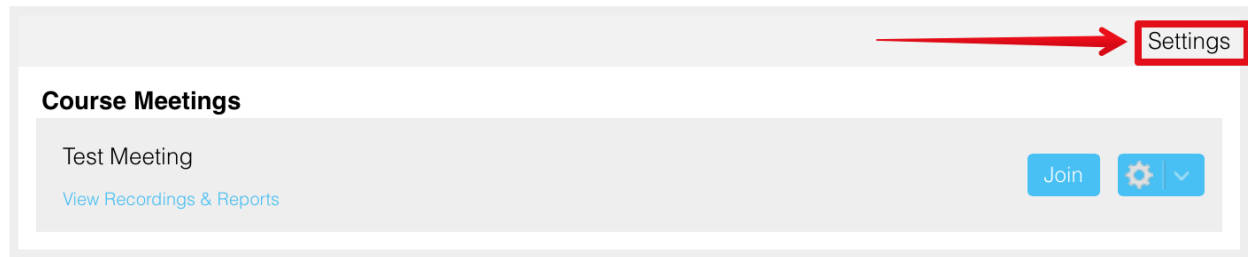 Settings
Course Meetings
Test Meeting
Join
View Recordings & Reports